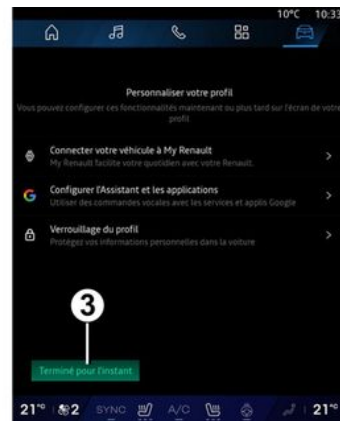 10°C 10:33
Personnaliser votre profil
Vous pouvez configurer ces fonctionnalités maintenant ou plus tard sur l'écran de votre
profil
Connecter votre véhicule à My Renault
My Renault facilite votre quotidien avec votre Renault.
Configurer l'Assistant et les applications
Utiliser des commandes vocales avec les services et applis Google
Verrouillage du profil
Protégez vos informations personnelles dans la voiture
3
Terminé pour l'instant
21°C 2 SYNC A/C 21°C